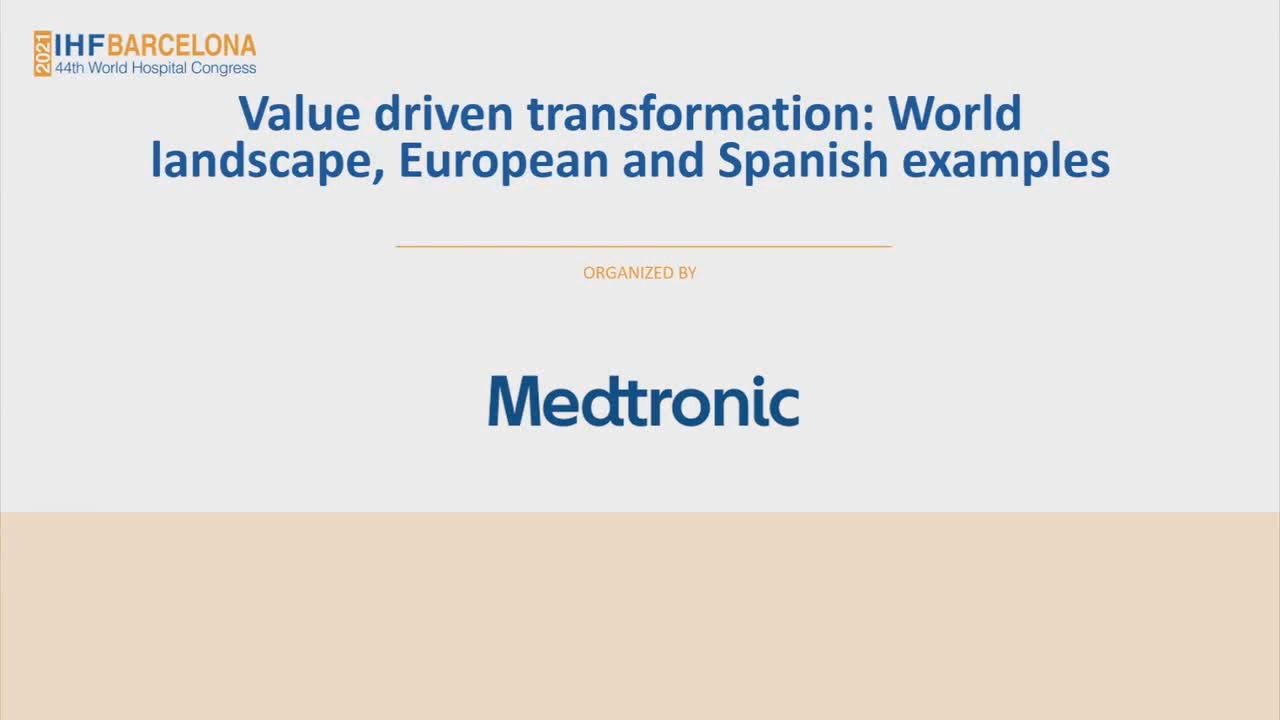 2021
IHF BARCELONA
44th World Hospital Congress
Value driven transformation: World
landscape, European and Spanish examples
ORGANIZED BY
Medtronic